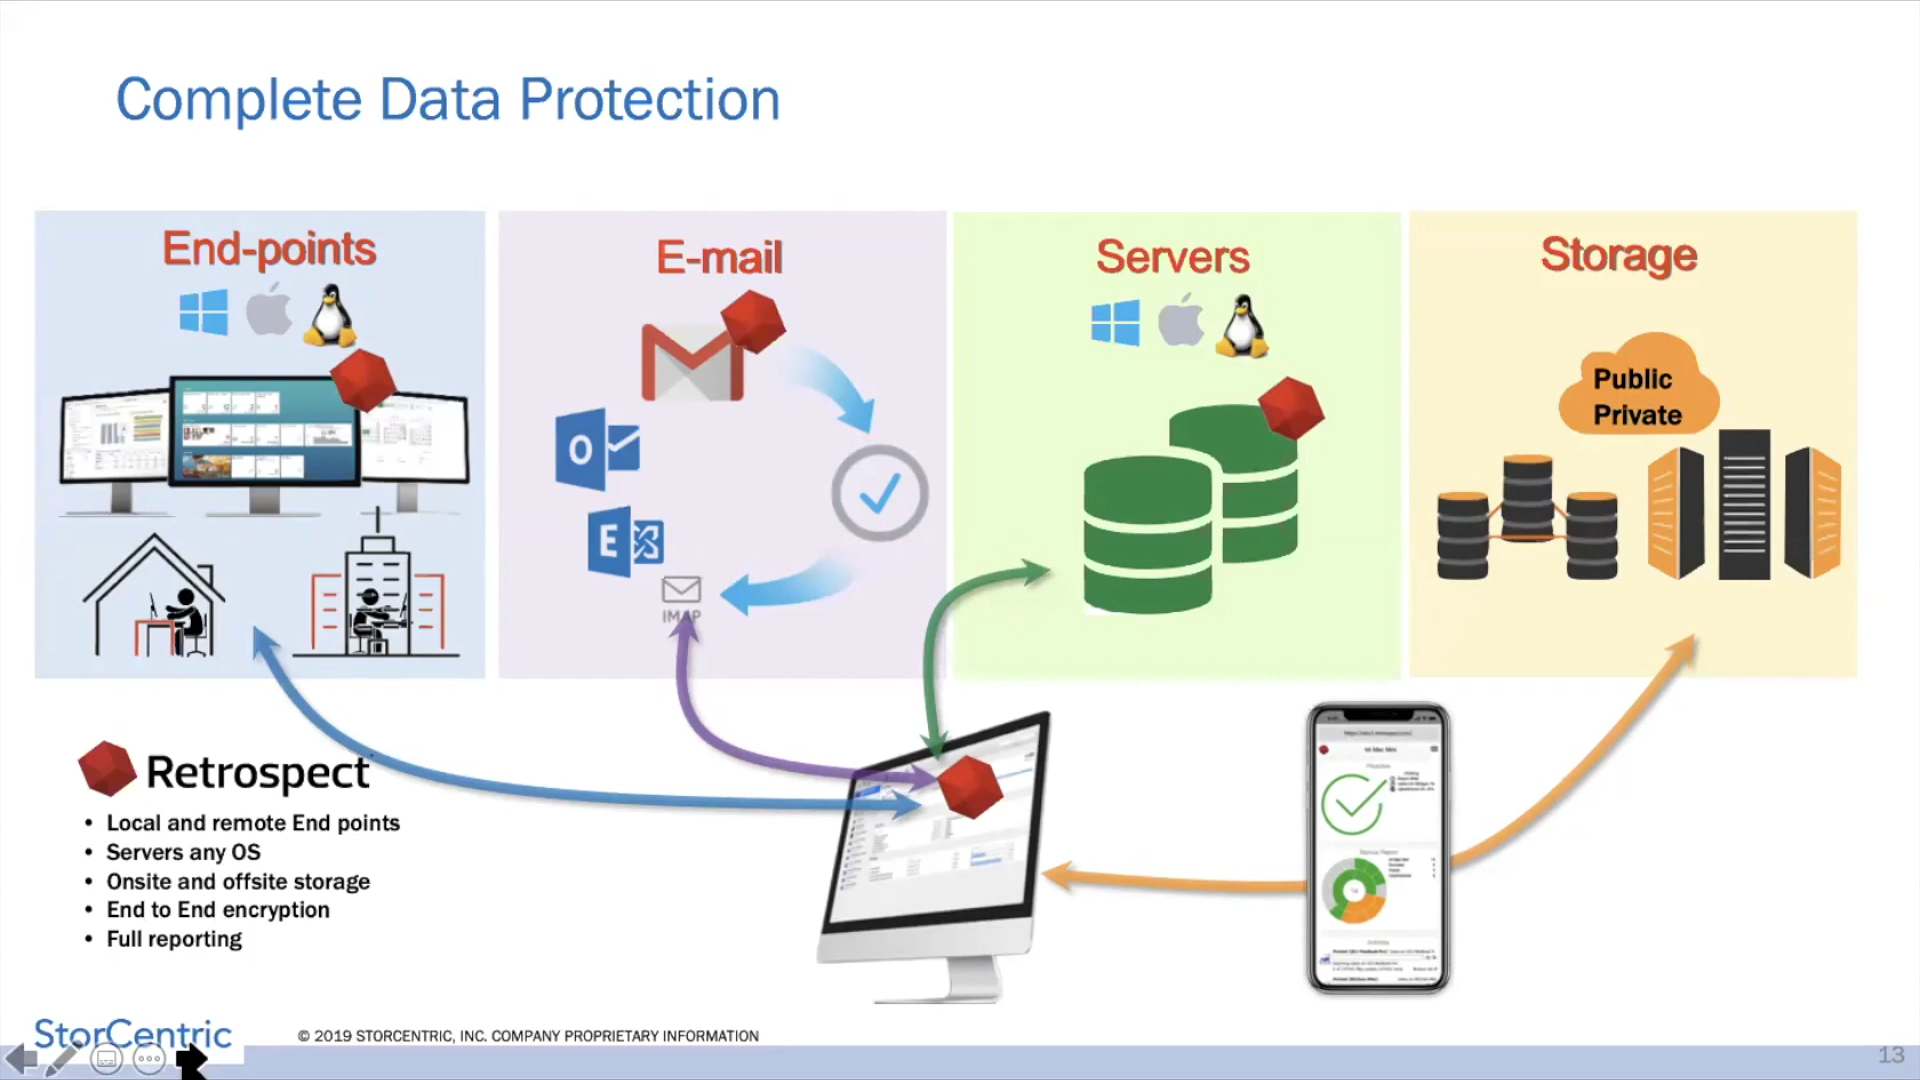 Complete Data Protection
End-points
E-mail
Servers
Storage
Public
Private
IMAP
Retrospect
• Local and remote End points
• Servers any OS
• Onsite and offsite storage
• End to End encryption
• Full reporting
StorCentric
© 2019 STORCENTRIC, INC. COMPANY PROPRIETARY INFORMATION
13